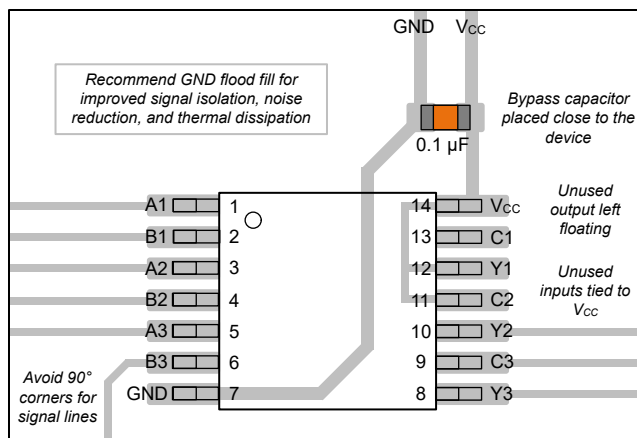 GND VCC
Recommend GND flood fill for
improved signal isolation, noise
reduction, and thermal dissipation
Bypass capacitor
placed close to the
device
0.1 µF
A1 1 14 VCC
B1 2 13 C1
A2 3 12 Y1
B2 4 11 C2
A3 5 10 Y2
B3 6 9 C3
GND 7 8 Y3
Unused
output left
floating
Unused
inputs tied to
VCC
Avoid 90°
corners for
signal lines